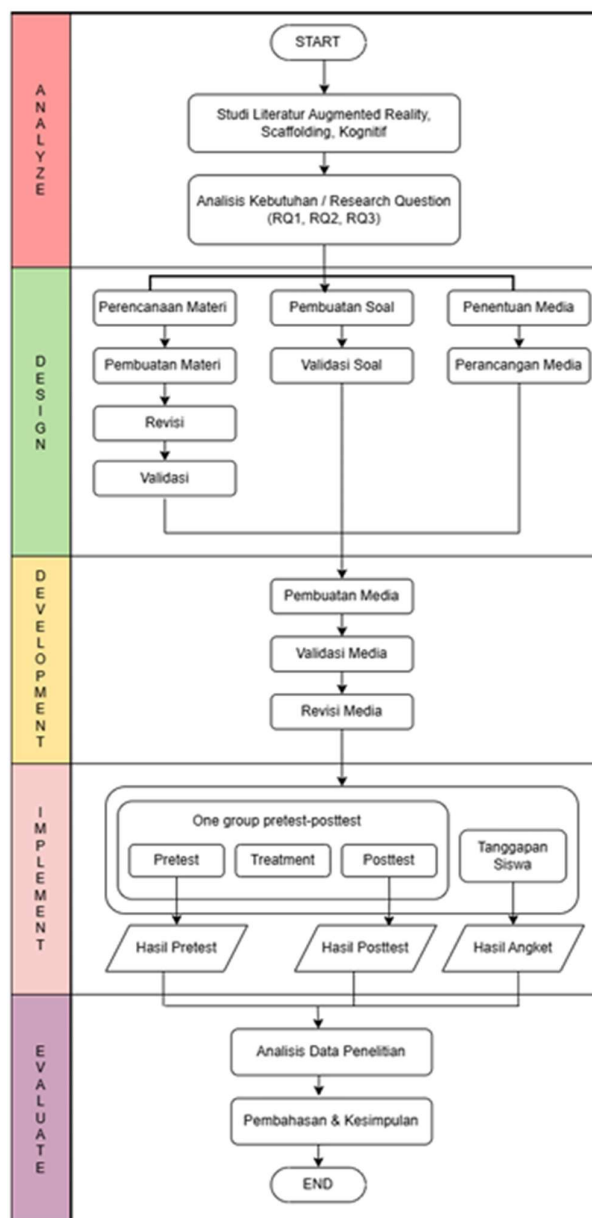 ANALYZE
START
Studi Literatur Augmented Reality,
Scaffolding, Kognitif
Analisis Kebutuhan / Research Question
(RQ1, RQ2, RQ3)
DESIGN
Perencanaan Materi
Pembuatan Soal
Penentuan Media
Pembuatan Materi
Validasi Soal
Perancangan Media
Revisi
Validasi
DEVELOPMENT
Pembuatan Media
Validasi Media
Revisi Media
IMPLEMENT
One group pretest-posttest
Pretest
Treatment
Posttest
Tanggapan
Siswa
Hasil Pretest
Hasil Posttest
Hasil Angket
EVALUATE
Analisis Data Penelitian
Pembahasan & Kesimpulan
END